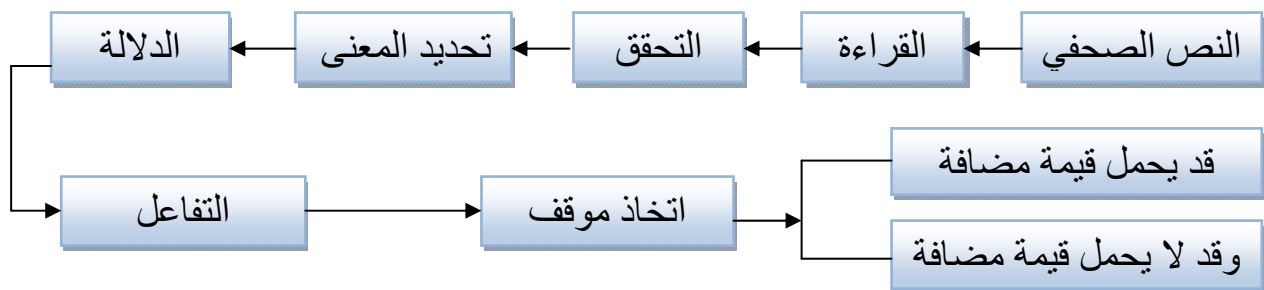 النص الصحفي
القراءة
التحقق
تحديد المعنى
الدلالة
التفاعل
اتخاذ موقف
قد يحمل قيمة مضافة
وقد لا يحمل قيمة مضافة